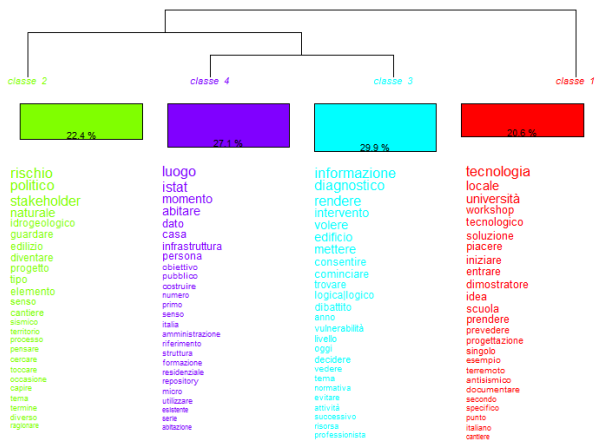 classe 2
classe 4
classe 3
classe 1
22.4 %
27.1 %
29.9 %
20.6 %
rischio
politico
stakeholder
naturale
idrogeologico
guardare
edilizio
diventare
progetto
tipo
elemento
senso
cantiere
sismico
territorio
processo
pensare
cercare
toccare
occasione
capire
tema
termine
diverso
ragionare
luogo
istat
momento
abitare
dato
casa
infrastruttura
persona
obiettivo
pubblico
costruire
numero
primo
senso
italia
amministrazione
riferimento
struttura
formazione
residenziale
repository
micro
utilizzare
esistente
serie
abitazione
informazione
diagnostico
rendere
intervento
volere
edificio
mettere
consentire
cominciare
trovare
logica|logico
dibattito
anno
vulnerabilità
livello
oggi
decidere
vedere
tema
normativa
evitare
attività
successivo
risorsa
professionista
tecnologia
locale
università
workshop
tecnologico
soluzione
piacere
iniziare
entrare
dimostratore
idea
scuola
prendere
prevedere
progettazione
singolo
esempio
terremoto
antisismico
documentare
secondo
specifico
punto
italiano
cantiere